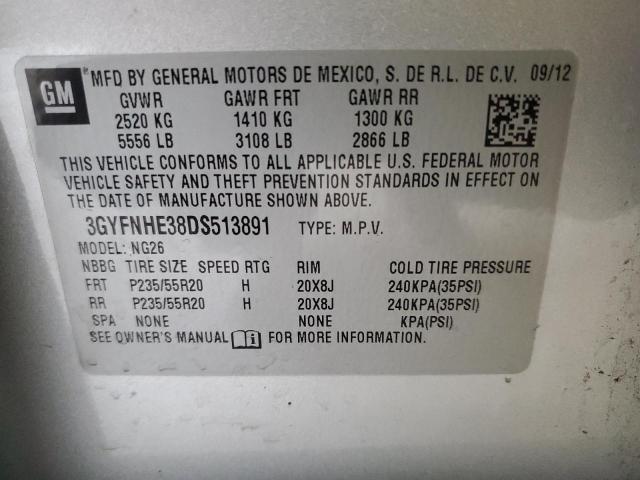 GM
MFD BY GENERAL MOTORS DE MEXICO, S. DE R.L. DE C.V. 09/12
GVWR GAWR FRT GAWR RR
2520 KG 1410 KG 1300 KG
5556 LB 3108 LB 2866 LB
THIS VEHICLE CONFORMS TO ALL APPLICABLE U.S. FEDERAL MOTOR
VEHICLE SAFETY AND THEFT PREVENTION STANDARDS IN EFFECT ON
THE DATE OF MANUFACTURE SHOWN ABOVE.
3GYFNHE38DS513891 TYPE: M.P.V.
MODEL: NG26
NBBG TIRE SIZE SPEED RTG RIM COLD TIRE PRESSURE
FRT P235/55R20 H 20X8J 240KPA(35PSI)
RR P235/55R20 H 20X8J 240KPA(35PSI)
SPA NONE NONE KPA(PSI)
SEE OWNER'S MANUAL FOR MORE INFORMATION.